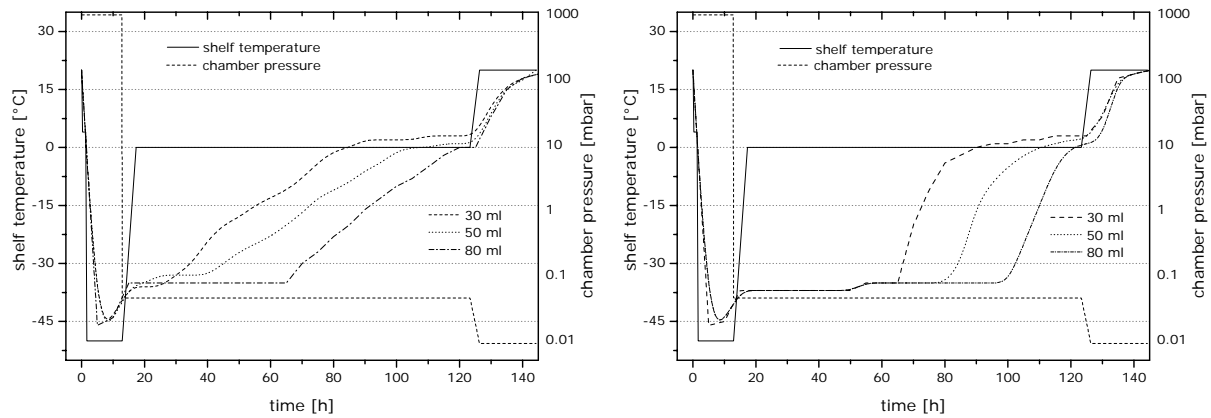 30
15
0
-15
-30
-45
shelf temperature [°C]
shelf temperature
chamber pressure
30 ml
50 ml
80 ml
1000
100
10
1
0.1
0.01
chamber pressure [mbar]
0 20 40 60 80 100 120 140
time [h]
30
15
0
-15
-30
-45
shelf temperature [°C]
shelf temperature
chamber pressure
30 ml
50 ml
80 ml
1000
100
10
1
0.1
0.01
chamber pressure [mbar]
0 20 40 60 80 100 120 140
time [h]